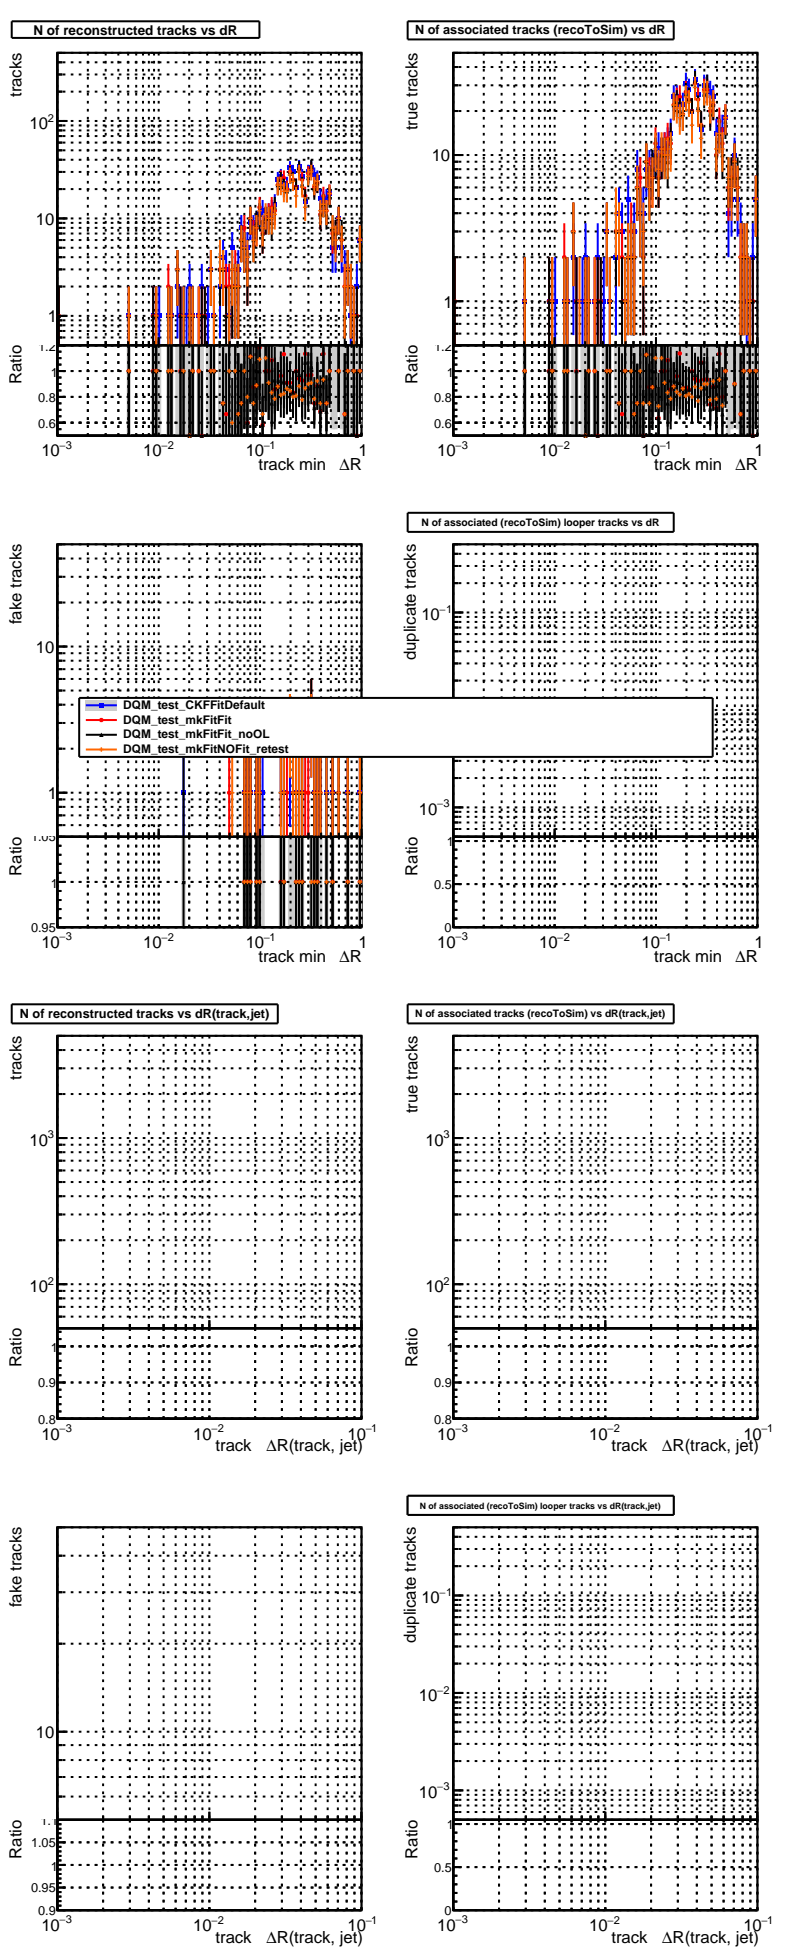 N of reconstructed tracks vs dR
tracks
10²
10
1
Ratio
1.2
1
0.8
0.6
10⁻³ 10⁻² 10⁻¹ 1
track min ΔR
N of associated tracks (recoToSim) vs dR
true tracks
10
1
Ratio
1.2
1
0.8
0.6
10⁻³ 10⁻² 10⁻¹ 1
track min ΔR
fake tracks
10
1
Ratio
1.05
1
0.95
10⁻³ 10⁻² 10⁻¹ 1
track min ΔR
N of associated (recoToSim) looper tracks vs dR
duplicate tracks
10⁻¹
10⁻³
Ratio
1
0.5
0
10⁻³ 10⁻² 10⁻¹ 1
track min ΔR
DQM_test_CKFFitDefault
DQM_test_mkFitFit
DQM_test_mkFitFit_noOL
DQM_test_mkFitNOFit_retest
N of reconstructed tracks vs dR(track,jet)
tracks
10³
10²
Ratio
1
0.9
0.8
10⁻³ 10⁻² 10⁻¹
track ΔR(track, jet)
N of associated tracks (recoToSim) vs dR(track,jet)
true tracks
10³
10²
Ratio
1
0.9
0.8
10⁻³ 10⁻² 10⁻¹
track ΔR(track, jet)
fake tracks
10
Ratio
1.1
1.05
1
0.95
0.9
10⁻³ 10⁻² 10⁻¹
track ΔR(track, jet)
N of associated (recoToSim) looper tracks vs dR(track,jet)
duplicate tracks
10⁻¹
10⁻²
10⁻³
Ratio
1
0.5
0
10⁻³ 10⁻² 10⁻¹
track ΔR(track, jet)